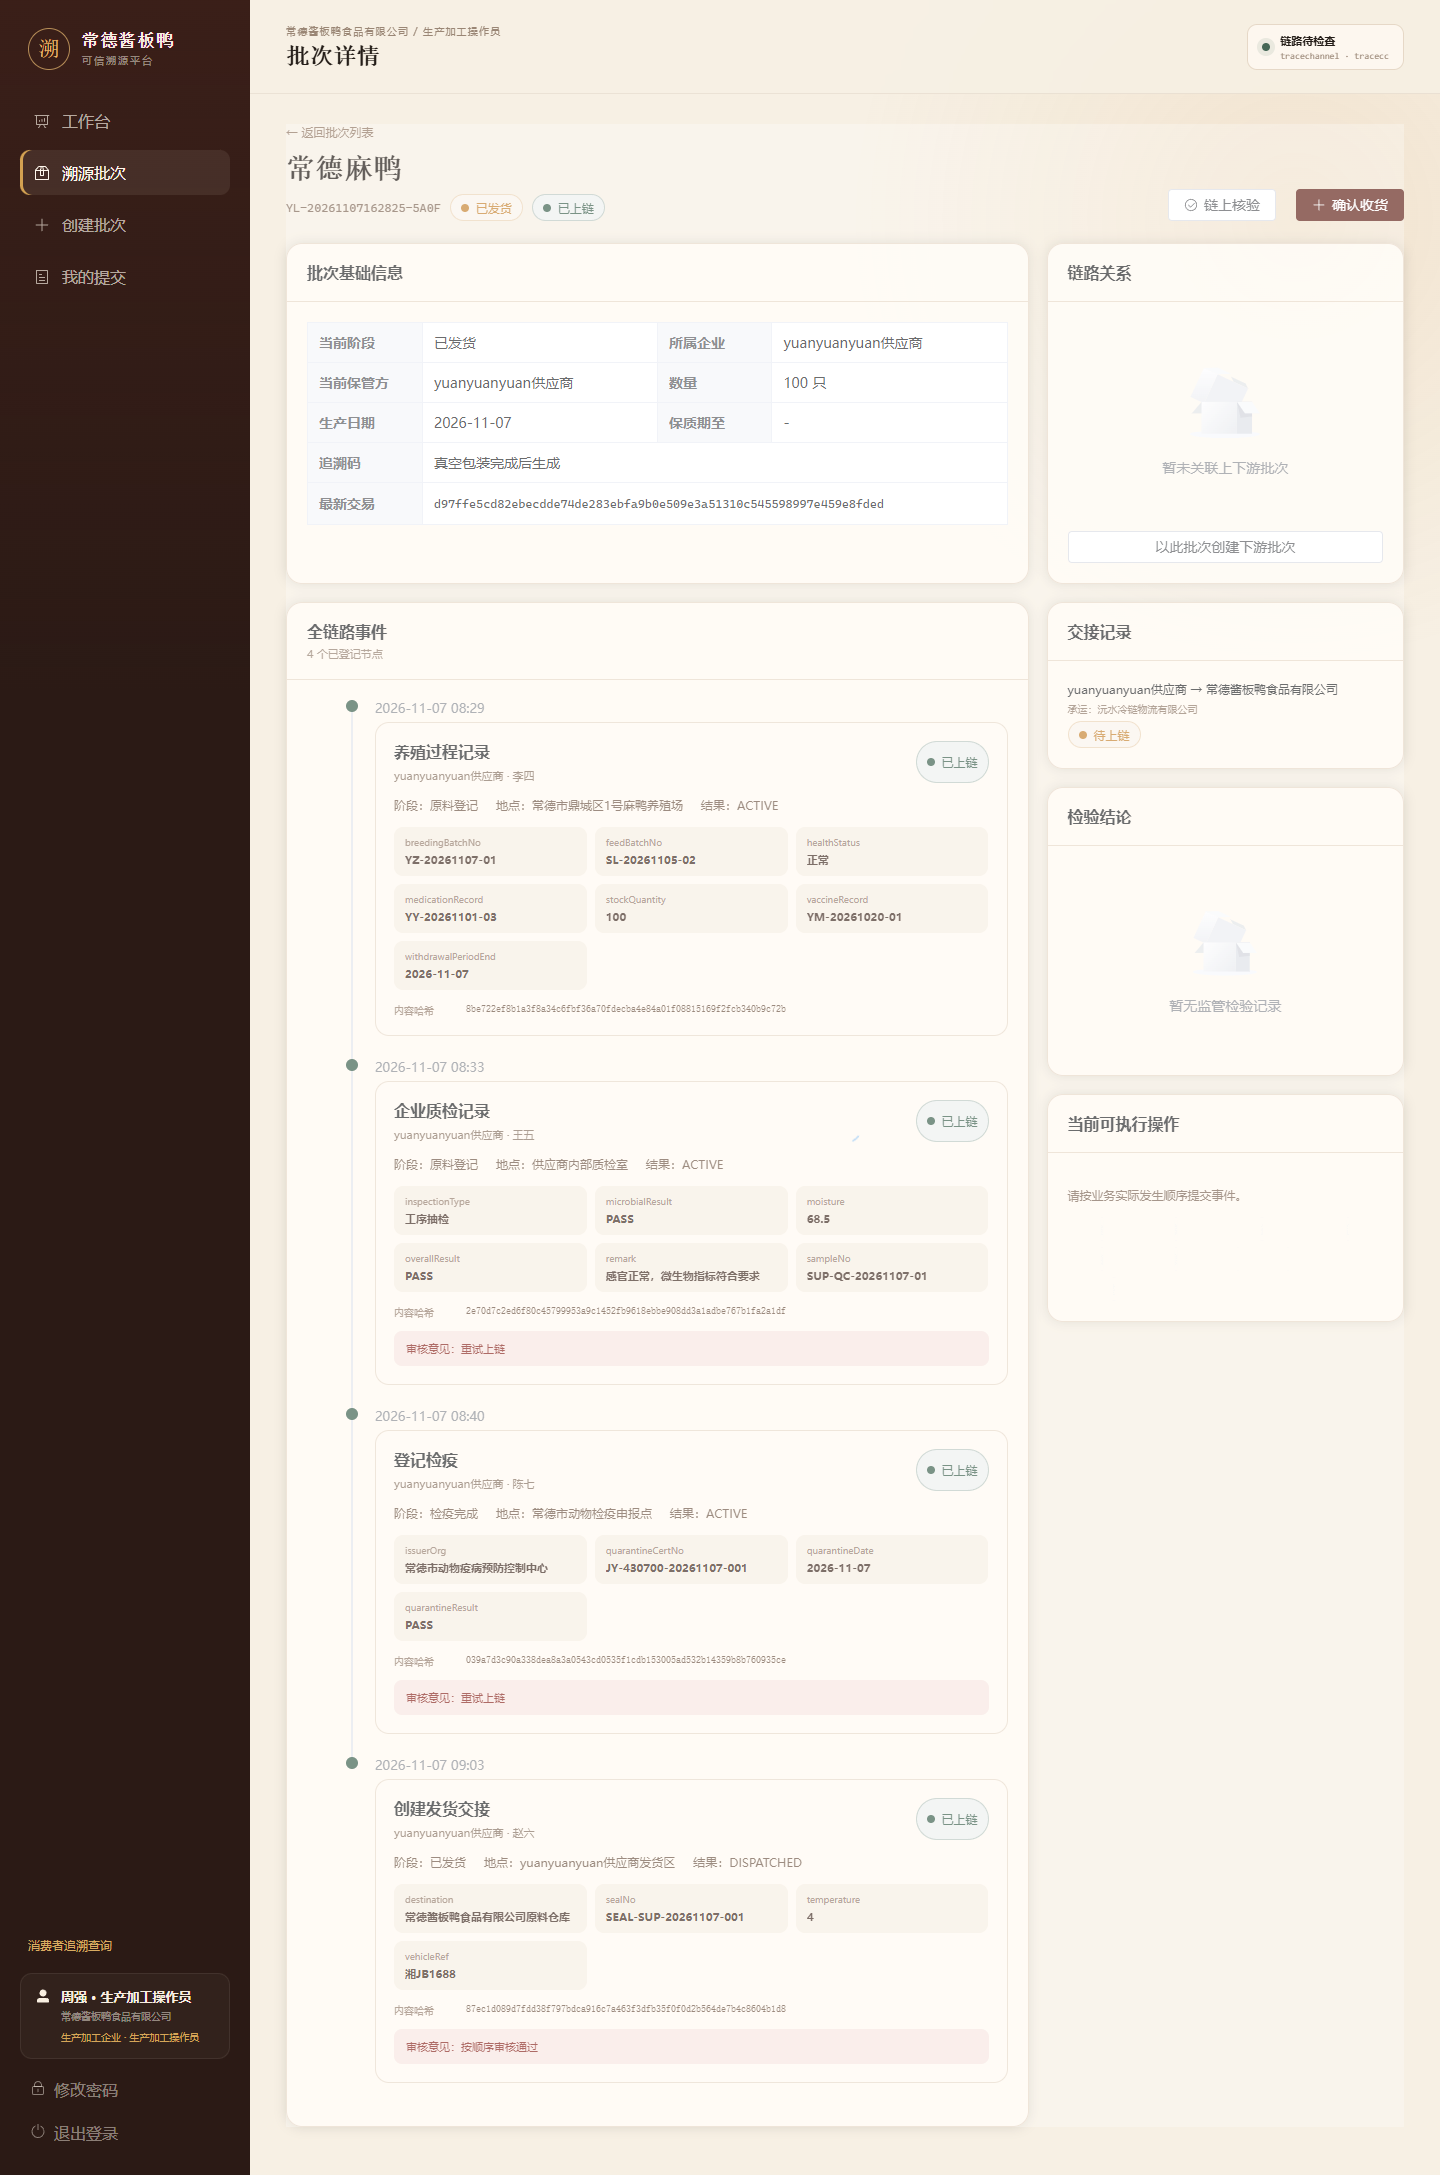 溯
常德酱板鸭
可信溯源平台
工作台
溯源批次
创建批次
我的提交
消费者追溯查询
周强 · 生产加工操作员
常德酱板鸭食品有限公司
生产加工企业 · 生产加工操作员
修改密码
退出登录
常德酱板鸭食品有限公司 / 生产加工操作员
批次详情
链路待检查
tracechannel · tracecc
← 返回批次列表
常德麻鸭
YL-20261107162825-5A0F
已发货
已上链
链上核验
确认收货
批次基础信息
当前阶段 已发货 所属企业 yuanyuanyuan供应商
当前保管方 yuanyuanyuan供应商 数量 100 只
生产日期 2026-11-07 保质期至 -
追溯码 真空包装完成后生成
最新交易 d97ffe5cd82ebecdde74de283ebfa9b0e509e3a51310c545598997e459e8fded
链路关系
暂未关联上下游批次
以此批次创建下游批次
全链路事件
4 个已登记节点
2026-11-07 08:29
养殖过程记录
yuanyuanyuan供应商 · 李四
已上链
阶段：原料登记 地点：常德市鼎城区1号麻鸭养殖场 结果：ACTIVE
breedingBatchNo feedBatchNo healthStatus
YZ-20261107-01 SL-20261105-02 正常
medicationRecord stockQuantity vaccineRecord
YY-20261101-03 100 YM-20261020-01
withdrawalPeriodEnd
2026-11-07
内容哈希 8be722ef8b1a3f8a34c6fbf36a70fdecba4e84a01f08815169f2fcb340b9c72b
2026-11-07 08:33
企业质检记录
yuanyuanyuan供应商 · 王五
已上链
阶段：原料登记 地点：供应商内部质检室 结果：ACTIVE
inspectionType microbialResult moisture
工序抽检 PASS 68.5
overallResult remark sampleNo
PASS 感官正常，微生物指标符合要求 SUP-QC-20261107-01
内容哈希 2e70d7c2ed6f80c45799953a9c1452fb9618ebbe908dd3a1adbe767b1fa2a1df
审核意见：重试上链
2026-11-07 08:40
登记检疫
yuanyuanyuan供应商 · 陈七
已上链
阶段：检疫完成 地点：常德市动物检疫申报点 结果：ACTIVE
issuerOrg quarantineCertNo quarantineDate
常德市动物疫病预防控制中心 JY-430700-20261107-001 2026-11-07
quarantineResult
PASS
内容哈希 039a7d3c90a338dea8a3a0543cd0535f1cdb153005ad532b14359b8b760935ce
审核意见：重试上链
2026-11-07 09:03
创建发货交接
yuanyuanyuan供应商 · 赵六
已上链
阶段：已发货 地点：yuanyuanyuan供应商发货区 结果：DISPATCHED
destination sealNo temperature
常德酱板鸭食品有限公司原料仓库 SEAL-SUP-20261107-001 4
vehicleRef
湘JB1688
内容哈希 87ec1d089d7fdd38f797bdca916c7a463f3dfb35f0f0d2b564de7b4c8604b1d8
审核意见：按顺序审核通过
交接记录
yuanyuanyuan供应商 → 常德酱板鸭食品有限公司
承运：沅水冷链物流有限公司
待上链
检验结论
暂无监管检验记录
当前可执行操作
请按业务实际发生顺序提交事件。